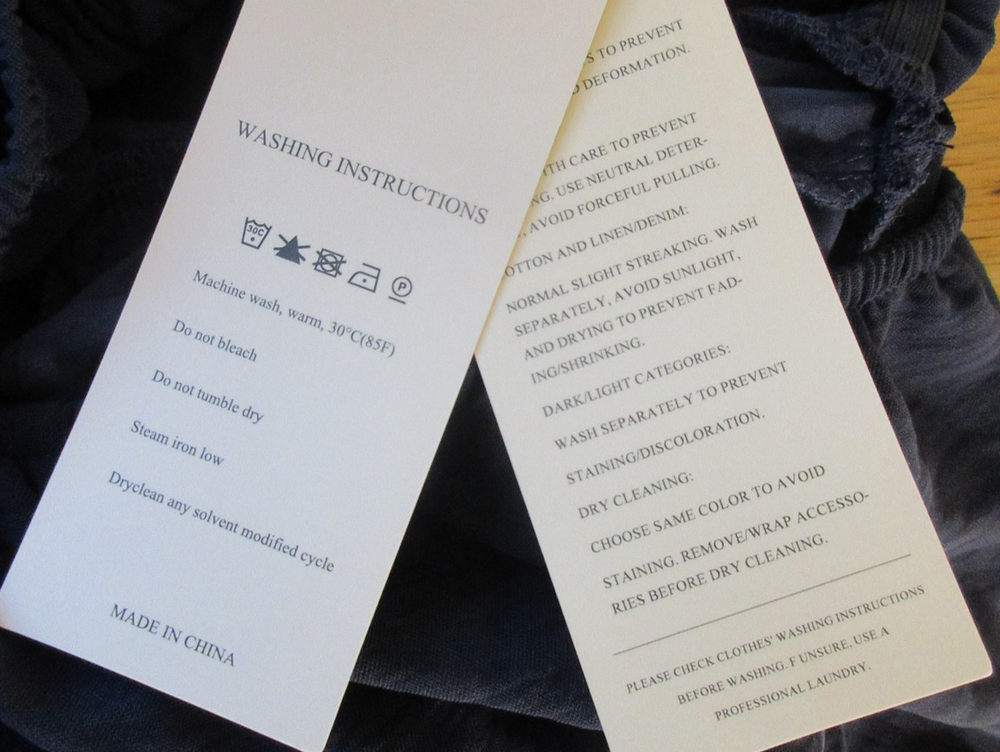 WASHING INSTRUCTIONS
30C
P
Machine wash, warm, 30°C(85F)
Do not bleach
Do not tumble dry
Steam iron low
Dryclean any solvent modified cycle
MADE IN CHINA
TO PREVENT
DEFORMATION.
CARE TO PREVENT
USE NEUTRAL DETER-
AVOID FORCEFUL PULLING.
AND LINEN/DENIM:
NORMAL SLIGHT STREAKING. WASH
SEPARATELY, AVOID SUNLIGHT,
AND DRYING TO PREVENT FAD-
ING/SHRINKING.
DARK/LIGHT CATEGORIES:
WASH SEPARATELY TO PREVENT
STAINING/DISCOLORATION.
DRY CLEANING:
CHOOSE SAME COLOR TO AVOID
STAINING. REMOVE/WRAP ACCESSO-
RIES BEFORE DRY CLEANING.
PLEASE CHECK CLOTHES' WASHING INSTRUCTIONS
BEFORE WASHING. F UNSURE, USE A
PROFESSIONAL LAUNDRY.